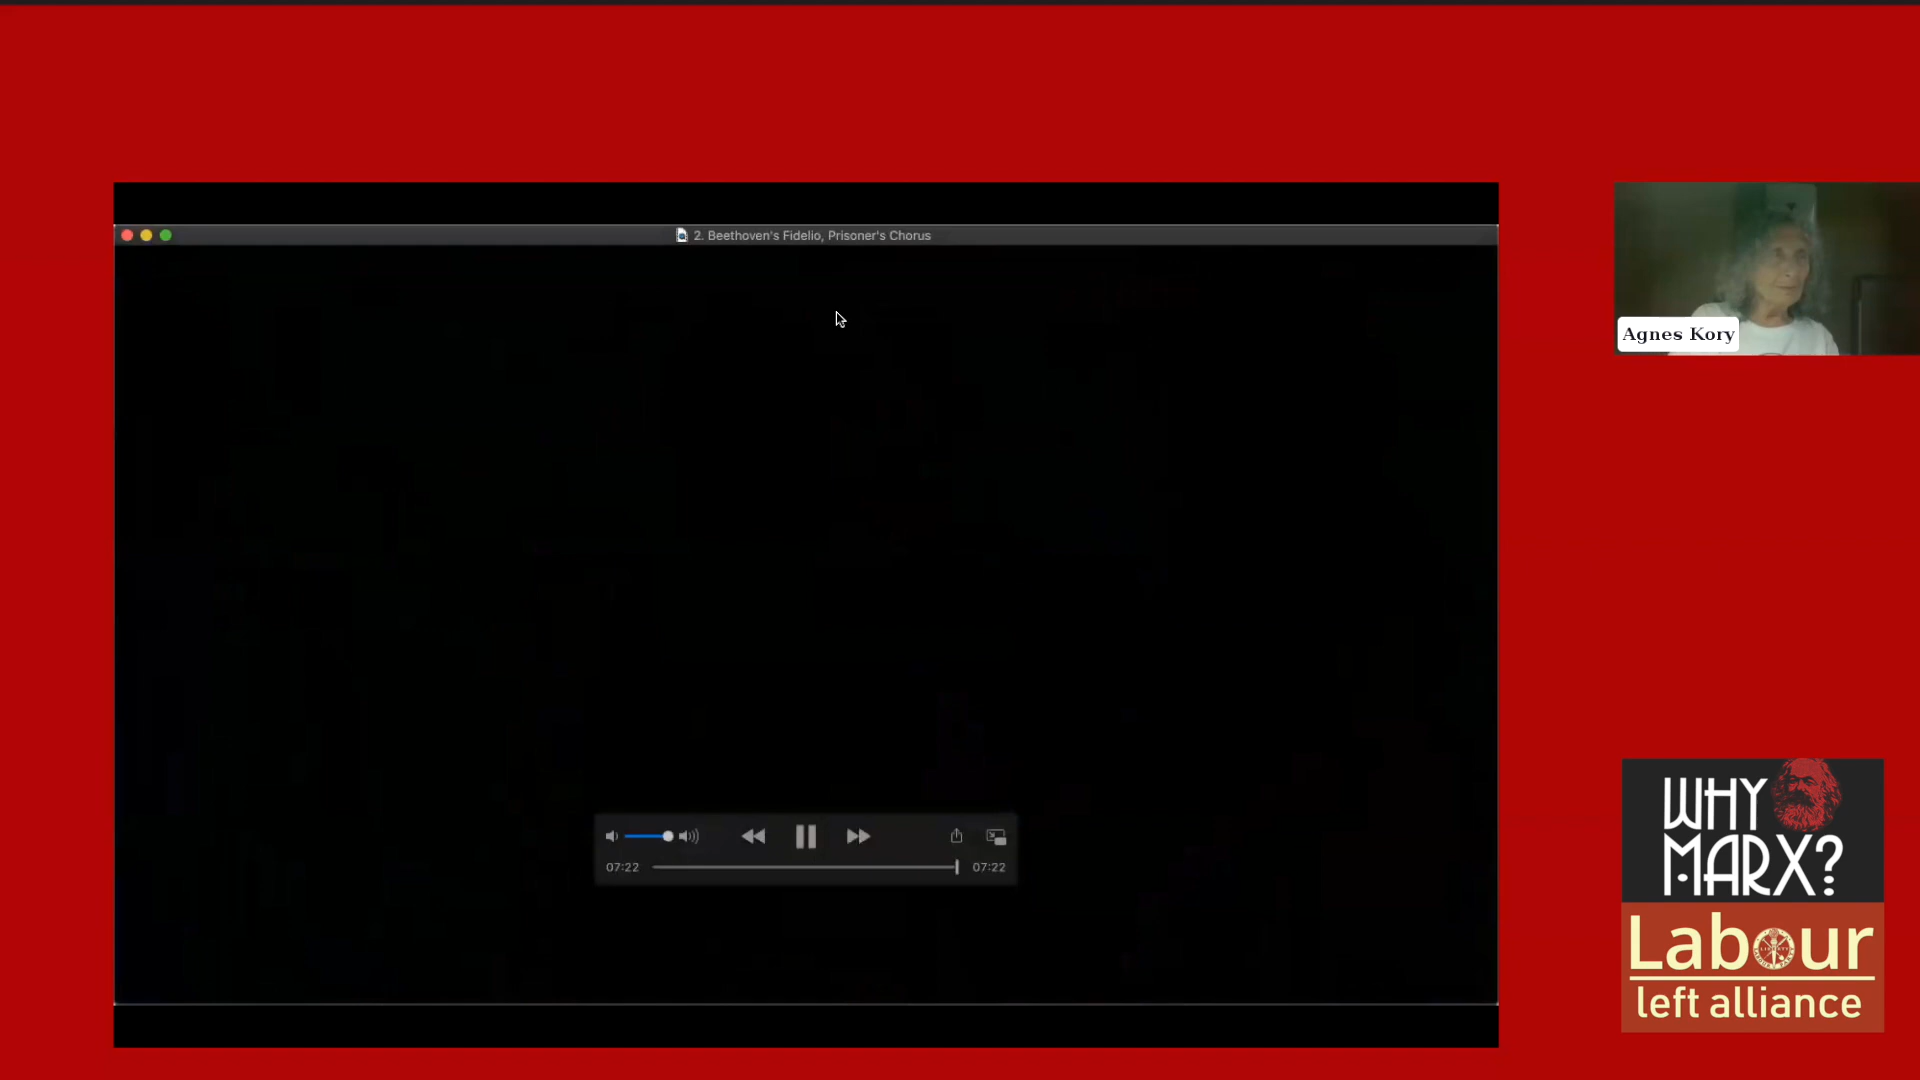 2. Beethoven's Fidelio, Prisoner's Chorus
Agnes Kory
07:22
07:22
WHY
MARX?
Labour
left alliance